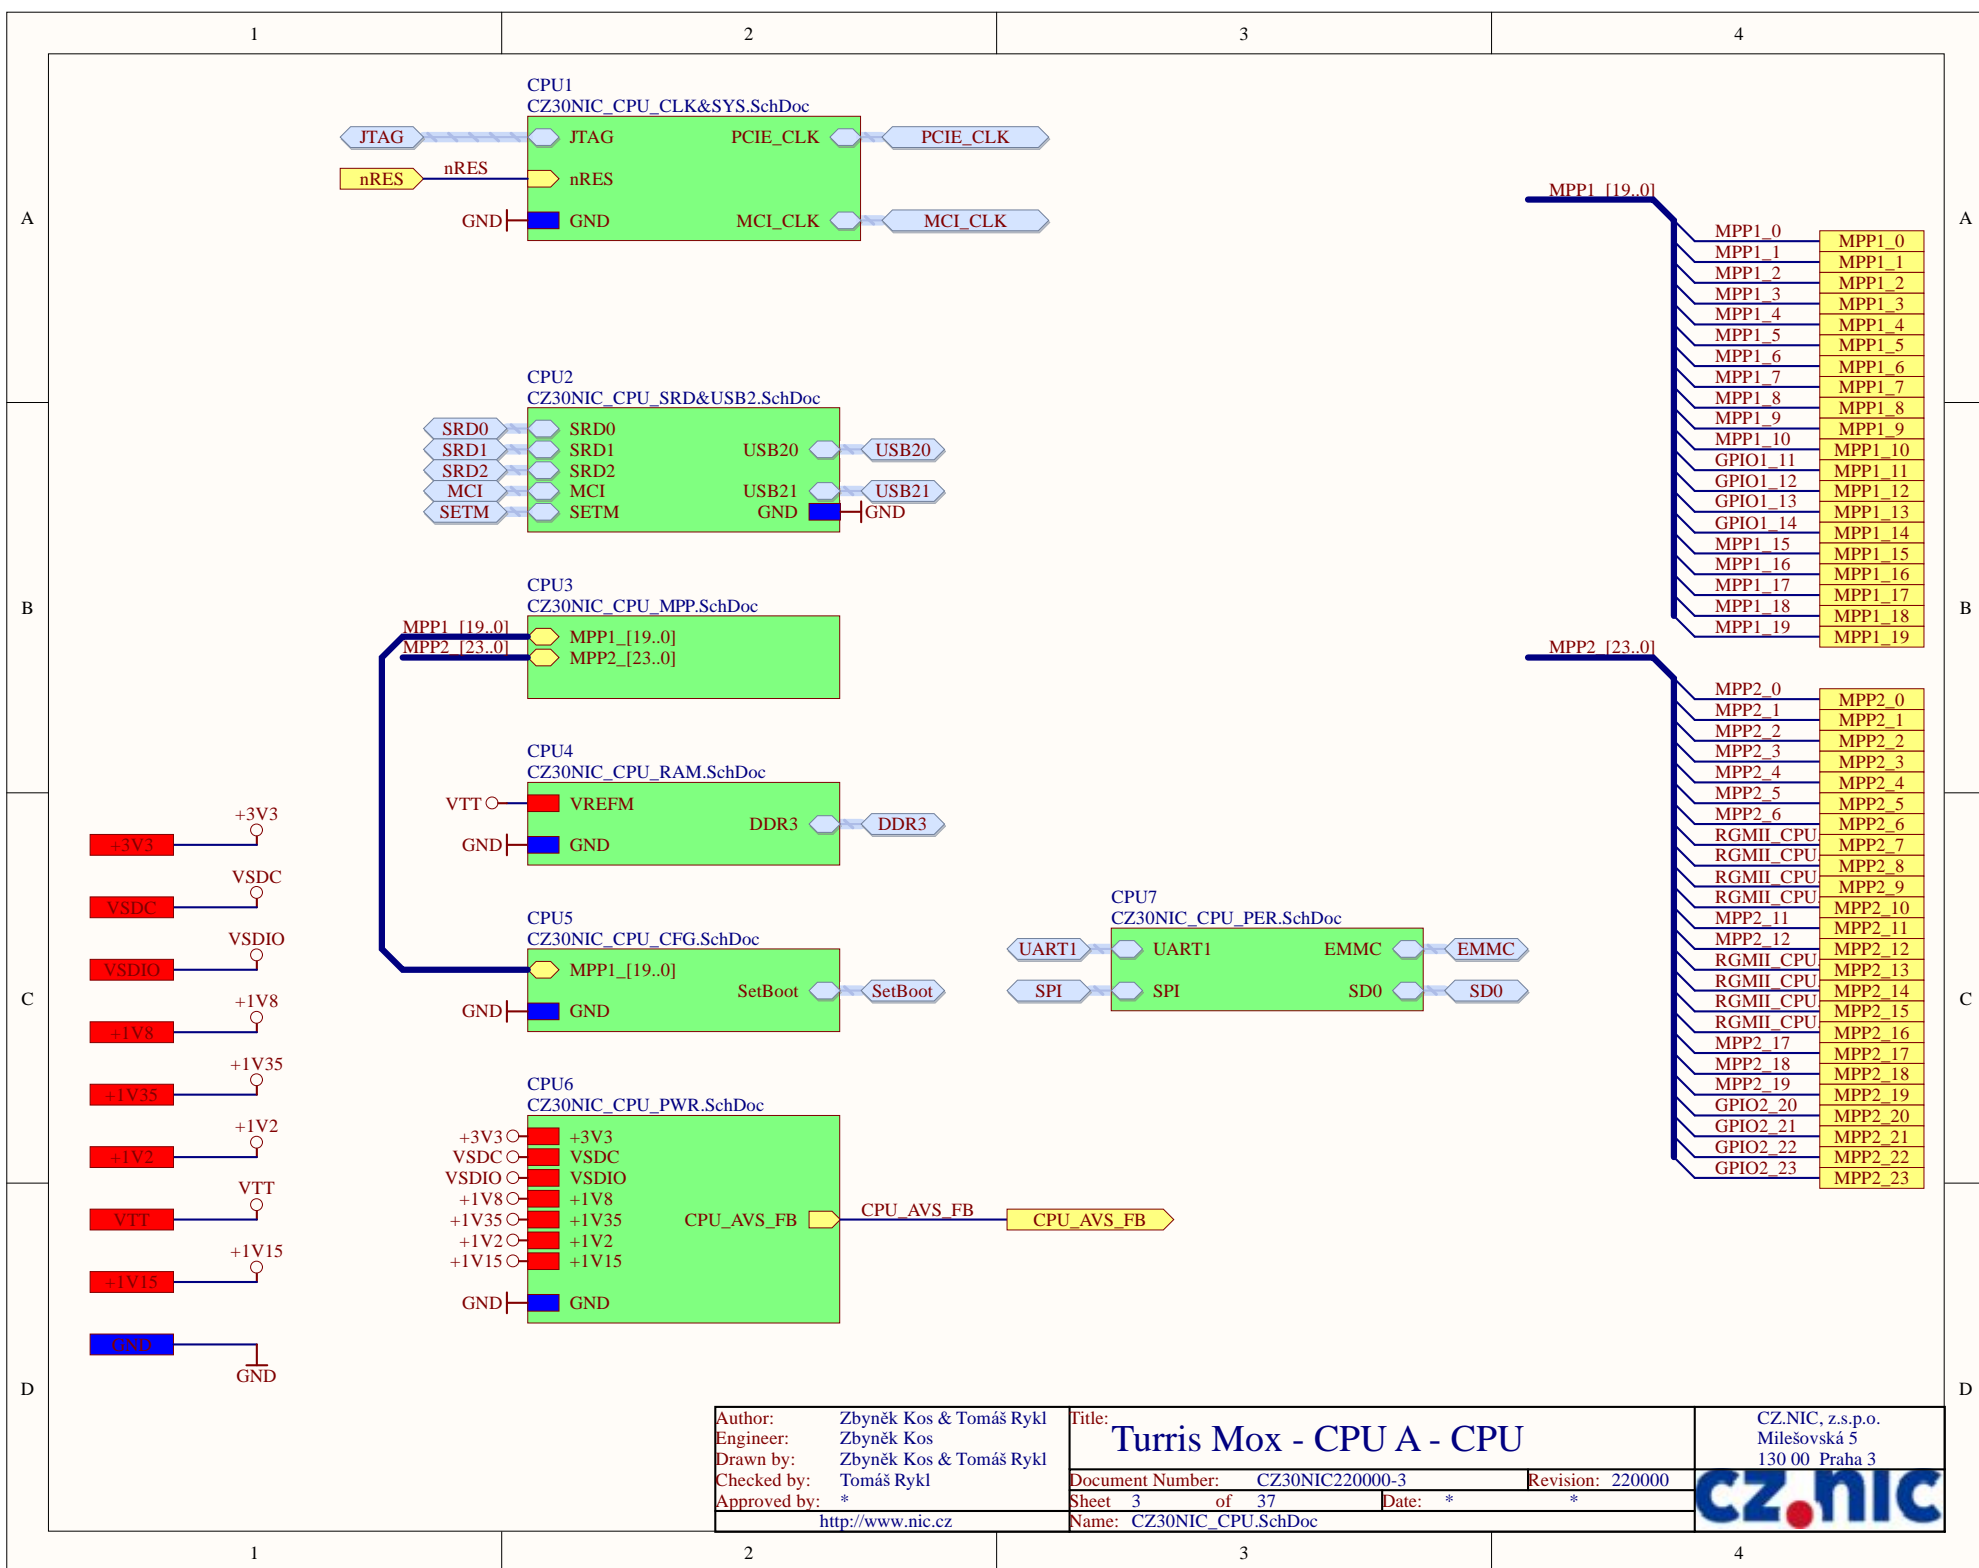 1 2 3 4
A A
B B
C C
D D
1 2 3 4
CPU1
CZ30NIC_CPU_CLK&SYS.SchDoc
JTAG JTAG PCIE_CLK PCIE_CLK
nRES nRES nRES
GND GND MCI_CLK MCI_CLK
CPU2
CZ30NIC_CPU_SRD&USB2.SchDoc
SRD0 SRD0
SRD1 SRD1 USB20 USB20
SRD2 SRD2
MCI MCI USB21 USB21
SETM SETM GND GND
CPU3
CZ30NIC_CPU_MPP.SchDoc
MPP1_[19..0] MPP1_[19..0]
MPP2_[23..0] MPP2_[23..0]
CPU4
CZ30NIC_CPU_RAM.SchDoc
VTT VREFM
DDR3 DDR3
GND GND
CPU5
CZ30NIC_CPU_CFG.SchDoc
MPP1_[19..0]
SetBoot SetBoot
GND GND
CPU6
CZ30NIC_CPU_PWR.SchDoc
+3V3 +3V3
VSDC VSDC
VSDIO VSDIO
+1V8 +1V8
+1V35 +1V35 CPU_AVS_FB CPU_AVS_FB CPU_AVS_FB
+1V2 +1V2
+1V15 +1V15
GND GND
CPU7
CZ30NIC_CPU_PER.SchDoc
UART1 UART1 EMMC EMMC
SPI SPI SD0 SD0
+3V3
+3V3
VSDC
VSDC
VSDIO
VSDIO
+1V8
+1V8
+1V35
+1V35
+1V2
+1V2
VTT
VTT
+1V15
+1V15
GND
GND
MPP1_[19..0]
MPP1_0 MPP1_0
MPP1_1 MPP1_1
MPP1_2 MPP1_2
MPP1_3 MPP1_3
MPP1_4 MPP1_4
MPP1_5 MPP1_5
MPP1_6 MPP1_6
MPP1_7 MPP1_7
MPP1_8 MPP1_8
MPP1_9 MPP1_9
MPP1_10 MPP1_10
GPIO1_11 MPP1_11
GPIO1_12 MPP1_12
GPIO1_13 MPP1_13
GPIO1_14 MPP1_14
MPP1_15 MPP1_15
MPP1_16 MPP1_16
MPP1_17 MPP1_17
MPP1_18 MPP1_18
MPP1_19 MPP1_19
MPP2_[23..0]
MPP2_0 MPP2_0
MPP2_1 MPP2_1
MPP2_2 MPP2_2
MPP2_3 MPP2_3
MPP2_4 MPP2_4
MPP2_5 MPP2_5
MPP2_6 MPP2_6
RGMII_CPU. MPP2_7
RGMII_CPU. MPP2_8
RGMII_CPU. MPP2_9
RGMII_CPU. MPP2_10
MPP2_11 MPP2_11
MPP2_12 MPP2_12
RGMII_CPU. MPP2_13
RGMII_CPU. MPP2_14
RGMII_CPU. MPP2_15
RGMII_CPU. MPP2_16
MPP2_17 MPP2_17
MPP2_18 MPP2_18
MPP2_19 MPP2_19
GPIO2_20 MPP2_20
GPIO2_21 MPP2_21
GPIO2_22 MPP2_22
GPIO2_23 MPP2_23
Author: Zbyněk Kos & Tomáš Rykl
Engineer: Zbyněk Kos
Drawn by: Zbyněk Kos & Tomáš Rykl
Checked by: Tomáš Rykl
Approved by: *
http://www.nic.cz
Title: Turris Mox - CPU A - CPU
Document Number: CZ30NIC220000-3 Revision: 220000
Sheet 3 of 37 Date: * *
Name: CZ30NIC_CPU.SchDoc
CZ.NIC, z.s.p.o.
Milešovská 5
130 00 Praha 3
cz.nic